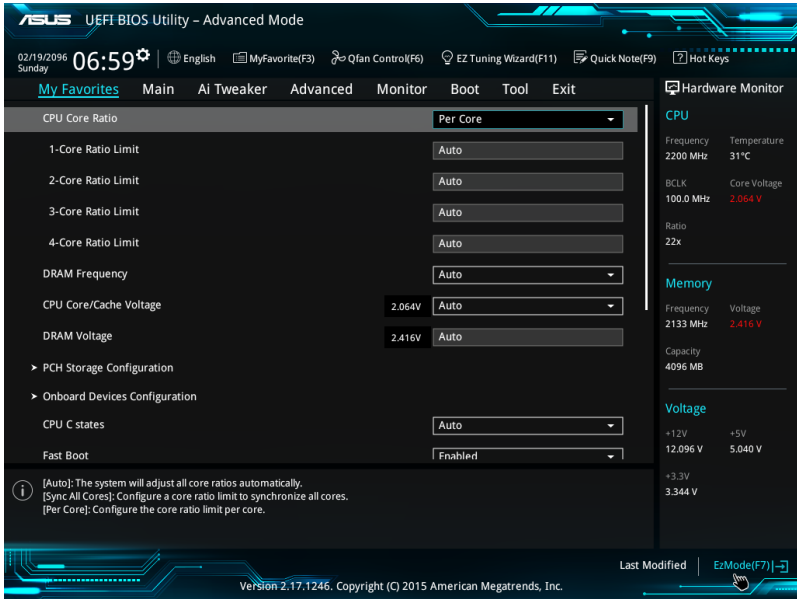 ASUS UEFI BIOS Utility – Advanced Mode
02/19/2096
Sunday
06:59
English
MyFavorite(F3)
Qfan Control(F6)
EZ Tuning Wizard(F11)
Quick Note(F9)
? Hot Keys
My Favorites Main Ai Tweaker Advanced Monitor Boot Tool Exit
CPU Core Ratio Per Core
1-Core Ratio Limit Auto
2-Core Ratio Limit Auto
3-Core Ratio Limit Auto
4-Core Ratio Limit Auto
DRAM Frequency Auto
CPU Core/Cache Voltage 2.064V Auto
DRAM Voltage 2.416V Auto
PCH Storage Configuration
Onboard Devices Configuration
CPU C states Auto
Fast Boot Enabled
[Auto]: The system will adjust all core ratios automatically.
[Sync All Cores]: Configure a core ratio limit to synchronize all cores.
[Per Core]: Configure the core ratio limit per core.
Hardware Monitor
CPU
Frequency Temperature
2200 MHz 31°C
BCLK Core Voltage
100.0 MHz 2.064 V
Ratio
22x
Memory
Frequency Voltage
2133 MHz 2.416 V
Capacity
4096 MB
Voltage
+12V +5V
12.096 V 5.040 V
+3.3V
3.344 V
Last Modified
EzMode(F7)
Version 2.17.1246. Copyright (C) 2015 American Megatrends, Inc.